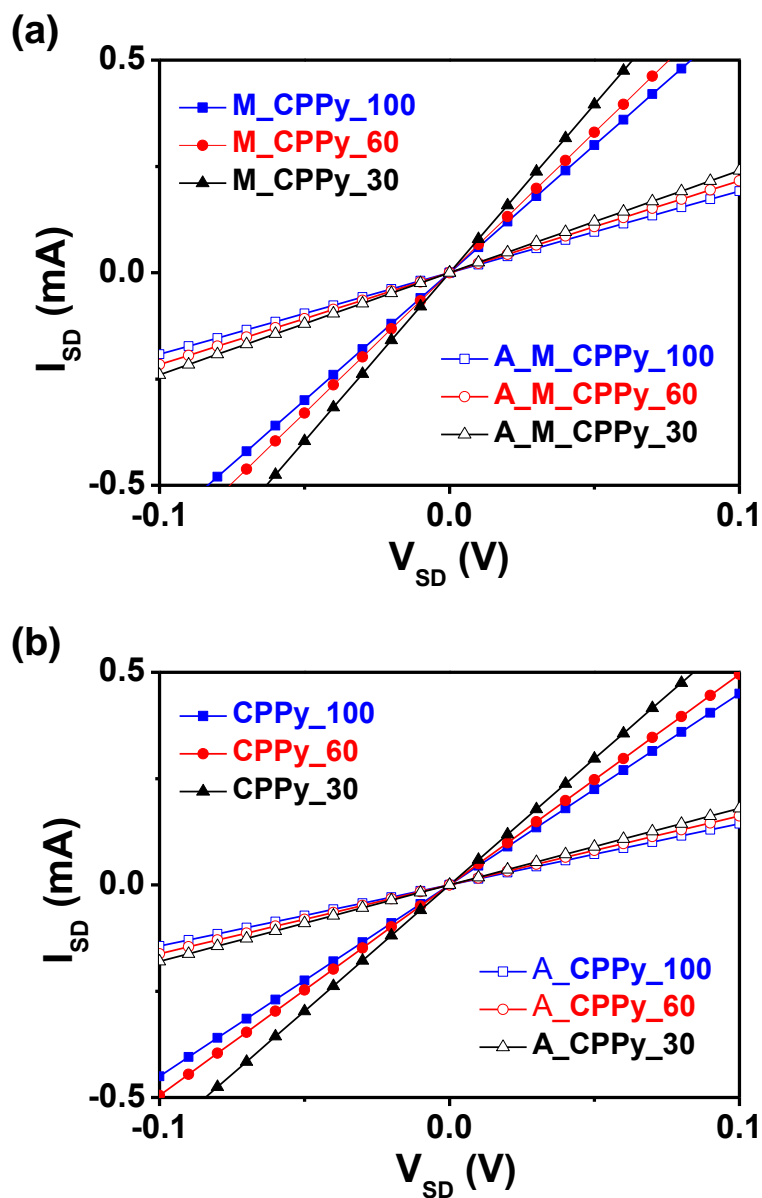 (a)
0.5
M_CPPy_100
M_CPPy_60
M_CPPy_30
0.0
I_SD (mA)
A_M_CPPy_100
A_M_CPPy_60
A_M_CPPy_30
-0.5
-0.1 0.0 0.1
V_SD (V)
(b)
0.5
CPPy_100
CPPy_60
CPPy_30
0.0
I_SD (mA)
A_CPPy_100
A_CPPy_60
A_CPPy_30
-0.5
-0.1 0.0 0.1
V_SD (V)